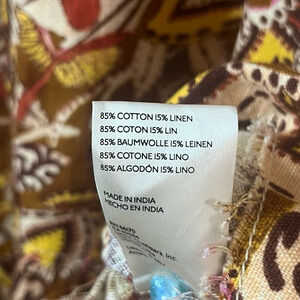 85% COTTON 15% LINEN
85% COTON 15% LIN
85% BAUMWOLLE 15% LEINEN
85% COTONE 15% LINO
85% ALGODÓN 15% LINO
MADE IN INDIA
HECHO EN INDIA
Inc.